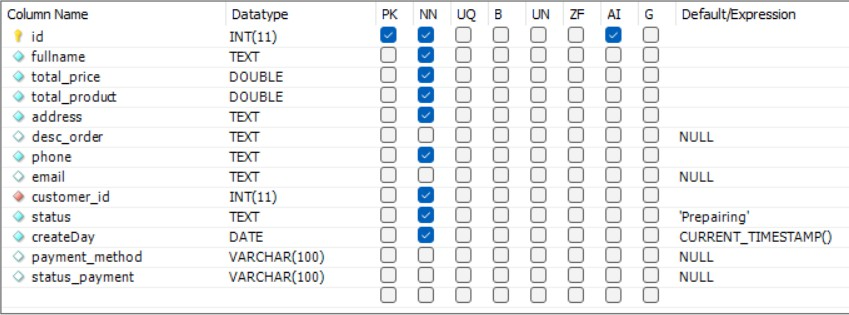 Column Name Datatype PK NN UQ B UN ZF AI G Default/Expression
id INT(11)
fullname TEXT
total_price DOUBLE
total_product DOUBLE
address TEXT
desc_order TEXT NULL
phone TEXT
email TEXT NULL
customer_id INT(11)
status TEXT 'Prepairing'
createDay DATE CURRENT_TIMESTAMP()
payment_method VARCHAR(100) NULL
status_payment VARCHAR(100) NULL